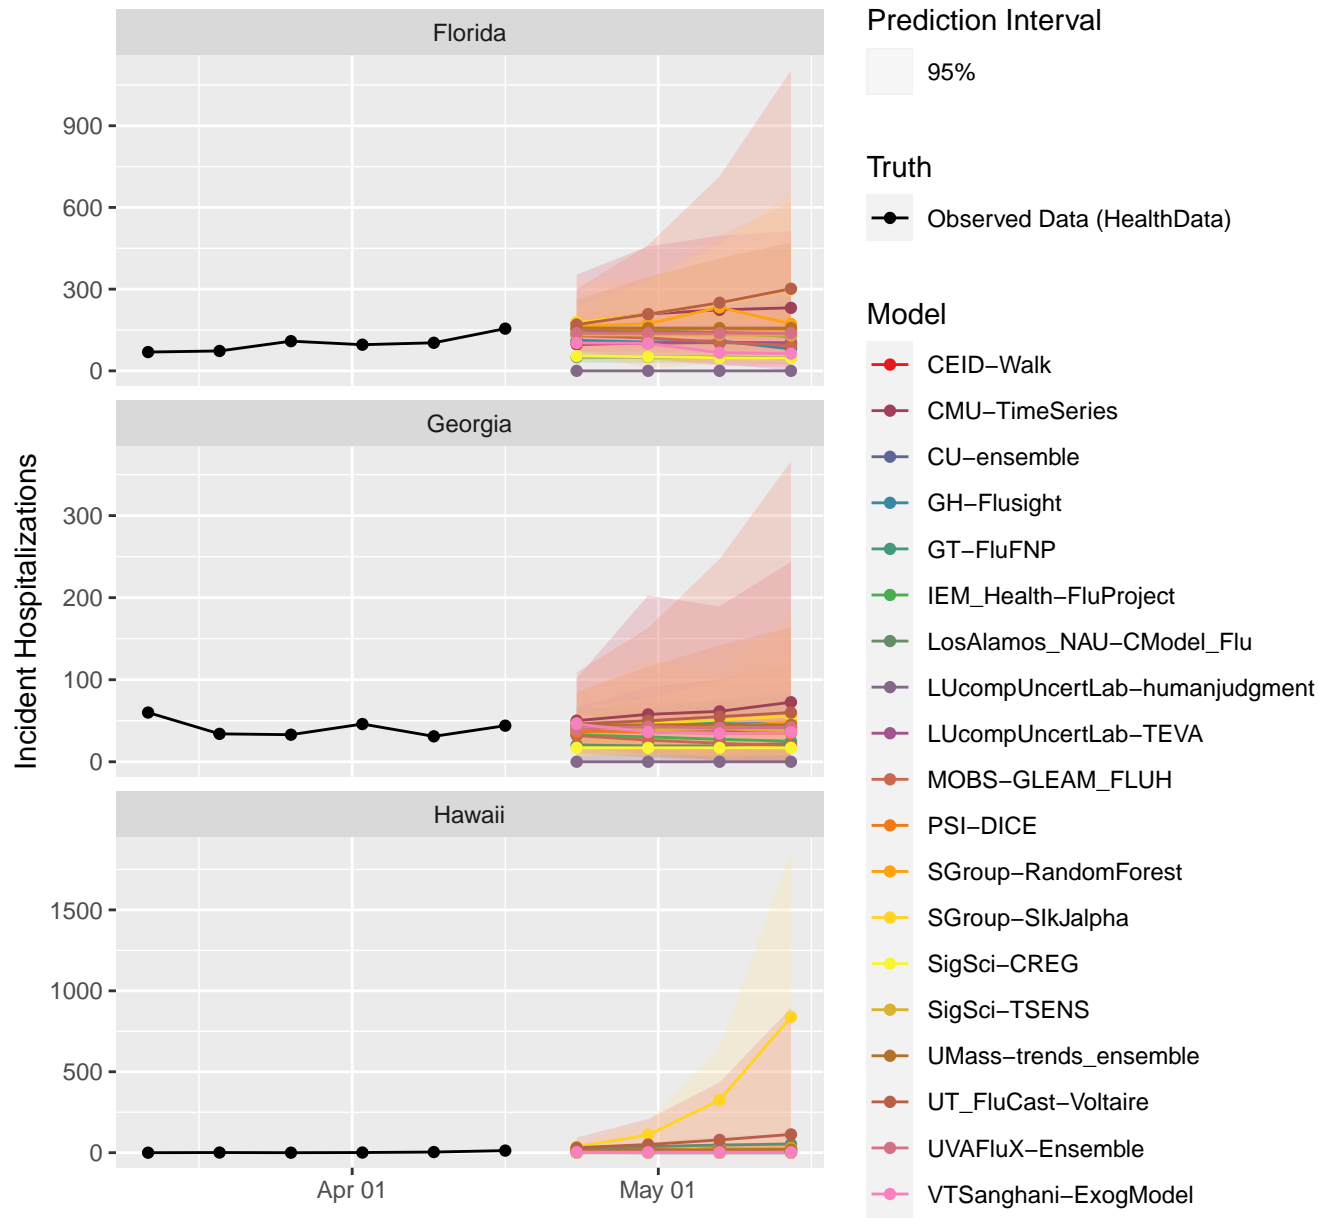 Florida
900
600
300
0
Georgia
300
200
100
0
Hawaii
1500
1000
500
0
Apr 01
May 01
Incident Hospitalizations
Prediction Interval
95%
Truth
Observed Data (HealthData)
Model
CEID−Walk
CMU−TimeSeries
CU−ensemble
GH−Flusight
GT−FluFNP
IEM_Health−FluProject
LosAlamos_NAU−CModel_Flu
LUcompUncertLab−humanjudgment
LUcompUncertLab−TEVA
MOBS−GLEAM_FLUH
PSI−DICE
SGroup−RandomForest
SGroup−SIkJalpha
SigSci−CREG
SigSci−TSENS
UMass−trends_ensemble
UT_FluCast−Voltaire
UVAFluX−Ensemble
VTSanghani−ExogModel